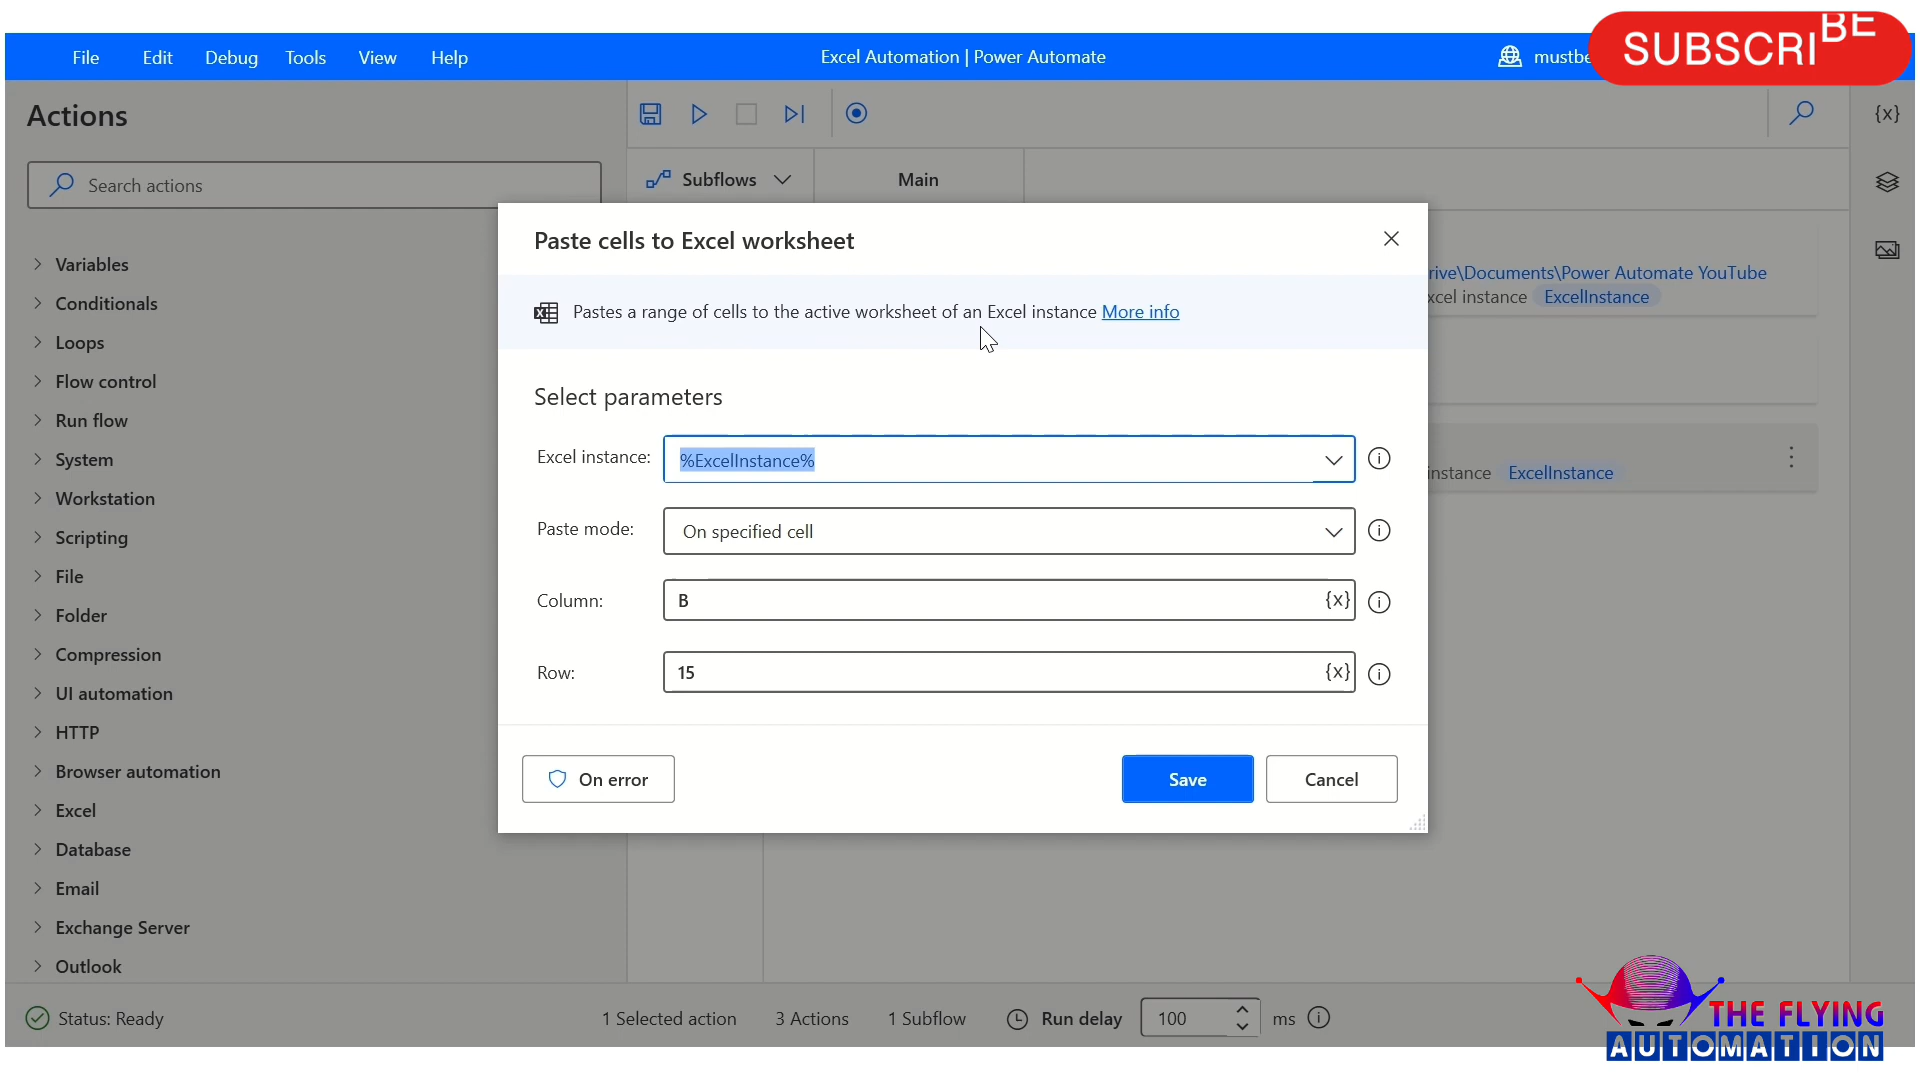 SUBSCRIBE
File Edit Debug Tools View Help
Excel Automation | Power Automate
mustbe
Actions
{x}
Search actions
Subflows
Main
Variables
Conditionals
Loops
Flow control
Run flow
System
Workstation
Scripting
File
Folder
Compression
UI automation
HTTP
Browser automation
Excel
Database
Email
Exchange Server
Outlook
rive\Documents\Power Automate YouTube
xcel instance ExcelInstance
instance ExcelInstance
Paste cells to Excel worksheet
Pastes a range of cells to the active worksheet of an Excel instance More info
Select parameters
Excel instance: %ExcelInstance%
Paste mode: On specified cell
Column: B {x}
Row: 15 {x}
On error
Save
Cancel
Status: Ready
1 Selected action
3 Actions
1 Subflow
Run delay 100 ms
THE FLYING
AUTOMATION